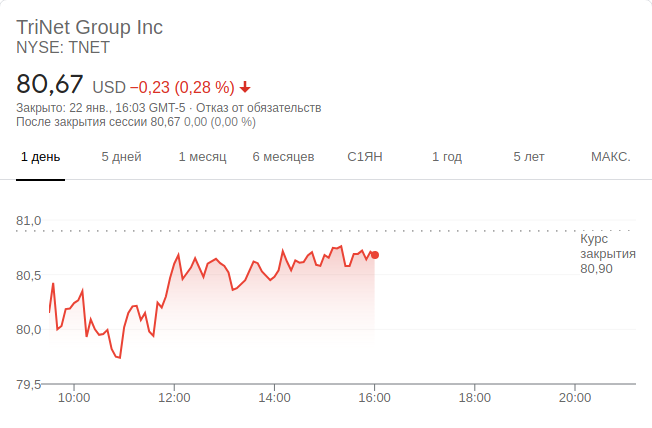 TriNet Group Inc
NYSE: TNET
80,67 USD −0,23 (0,28 %)
Закрыто: 22 янв., 16:03 GMT-5 · Отказ от обязательств
После закрытия сессии 80,67 0,00 (0,00 %)
1 день 5 дней 1 месяц 6 месяцев С1ЯН 1 год 5 лет МАКС.
81,0
Курс
закрытия
80,90
80,5
80,0
79,5
10:00 12:00 14:00 16:00 18:00 20:00